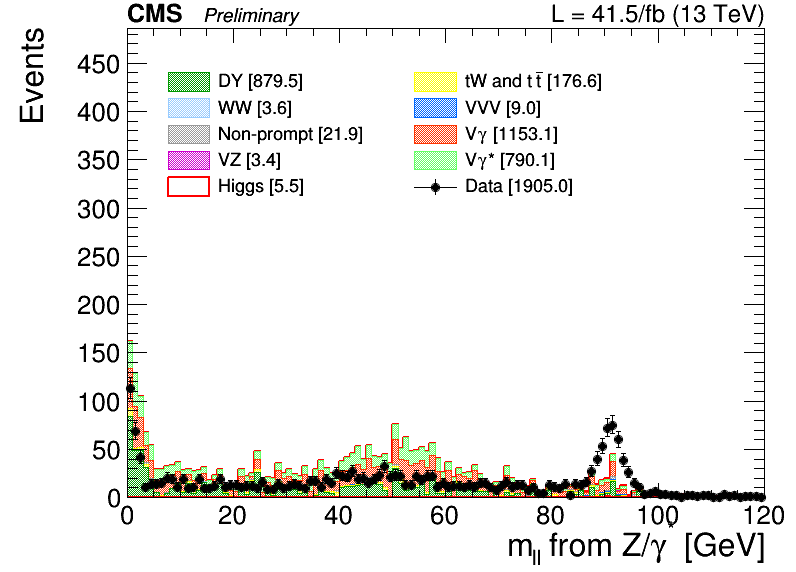 CMS Preliminary L = 41.5/fb (13 TeV)
Events
450
400
350
300
250
200
150
100
50
0
DY [879.5]
WW [3.6]
Non-prompt [21.9]
VZ [3.4]
Higgs [5.5]
tW and t t̄ [176.6]
VVV [9.0]
Vγ [1153.1]
Vγ* [790.1]
Data [1905.0]
0 20 40 60 80 100 120
m_ll from Z/γ* [GeV]